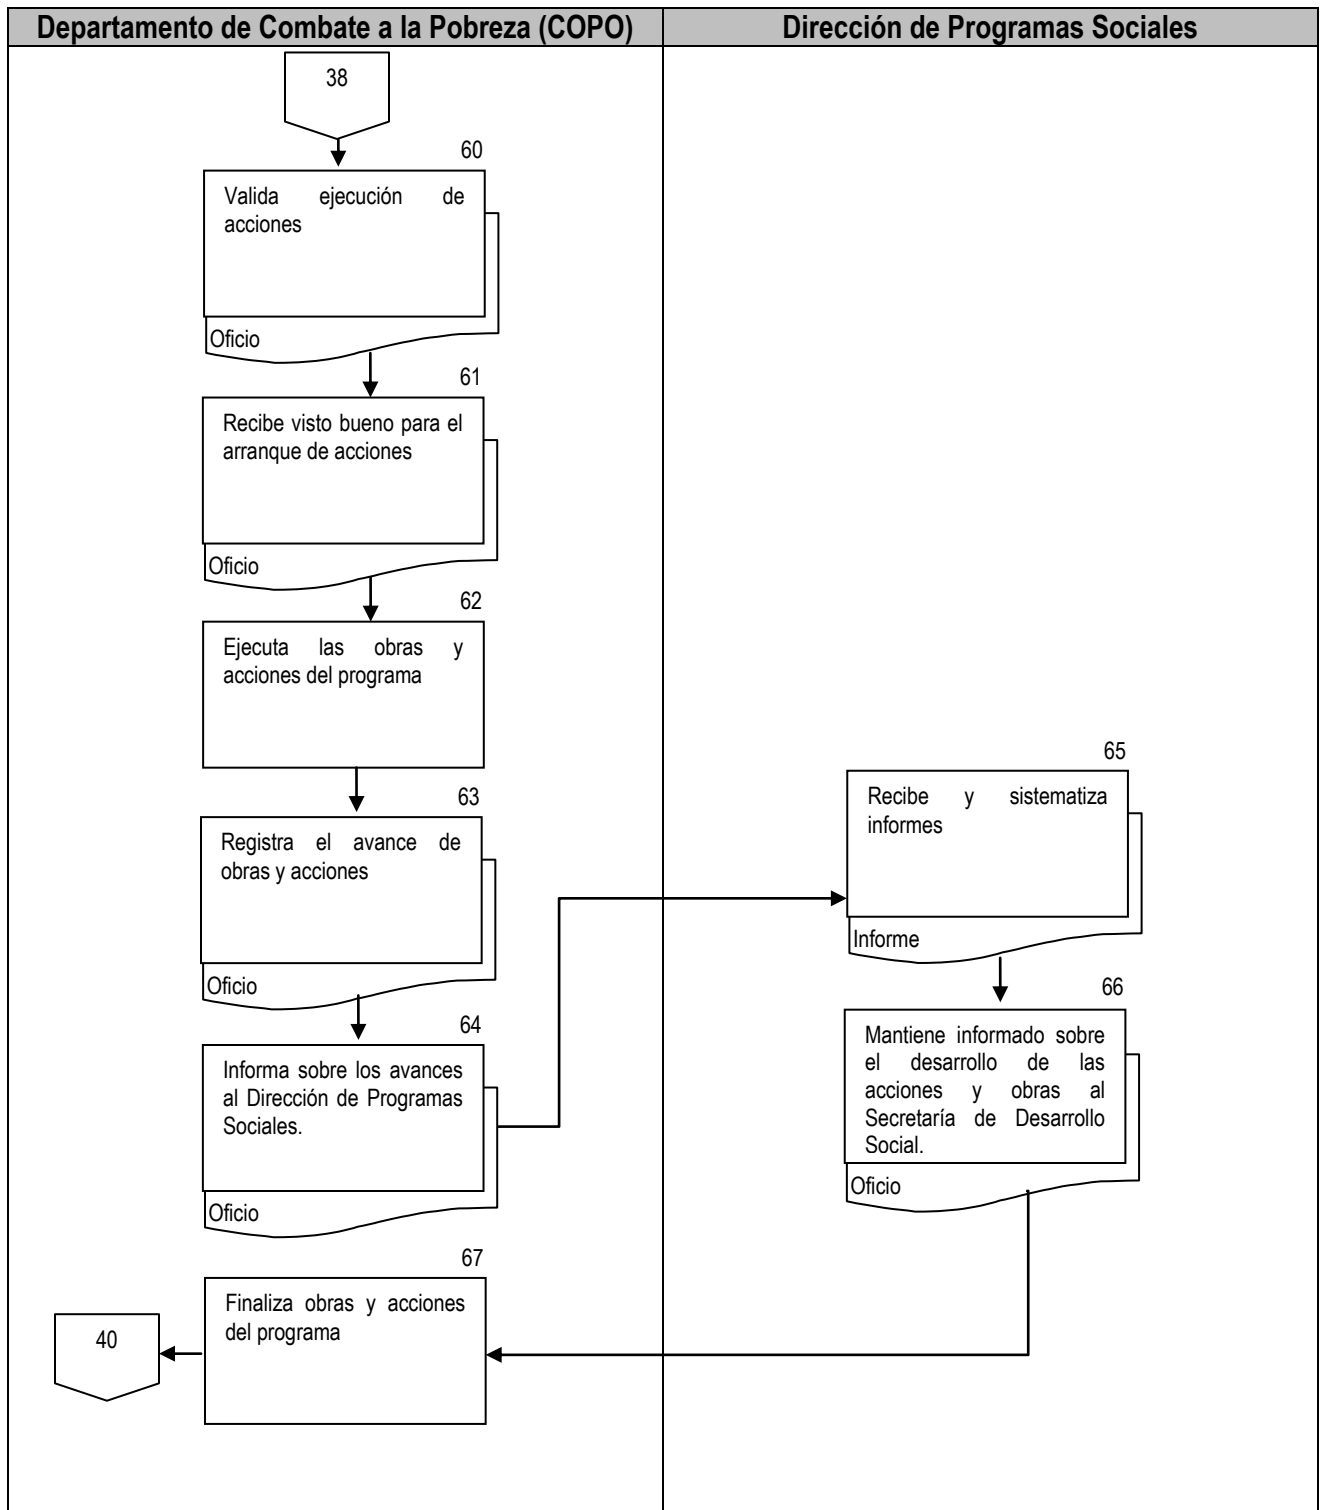 Departamento de Combate a la Pobreza (COPO)
Dirección de Programas Sociales
38
60
Valida ejecución de
acciones
Oficio
61
Recibe visto bueno para el
arranque de acciones
Oficio
62
Ejecuta las obras y
acciones del programa
63
Registra el avance de
obras y acciones
Oficio
64
Informa sobre los avances
al Dirección de Programas
Sociales.
Oficio
65
Recibe y sistematiza
informes
Informe
66
Mantiene informado sobre
el desarrollo de las
acciones y obras al
Secretaría de Desarrollo
Social.
Oficio
67
Finaliza obras y acciones
del programa
40